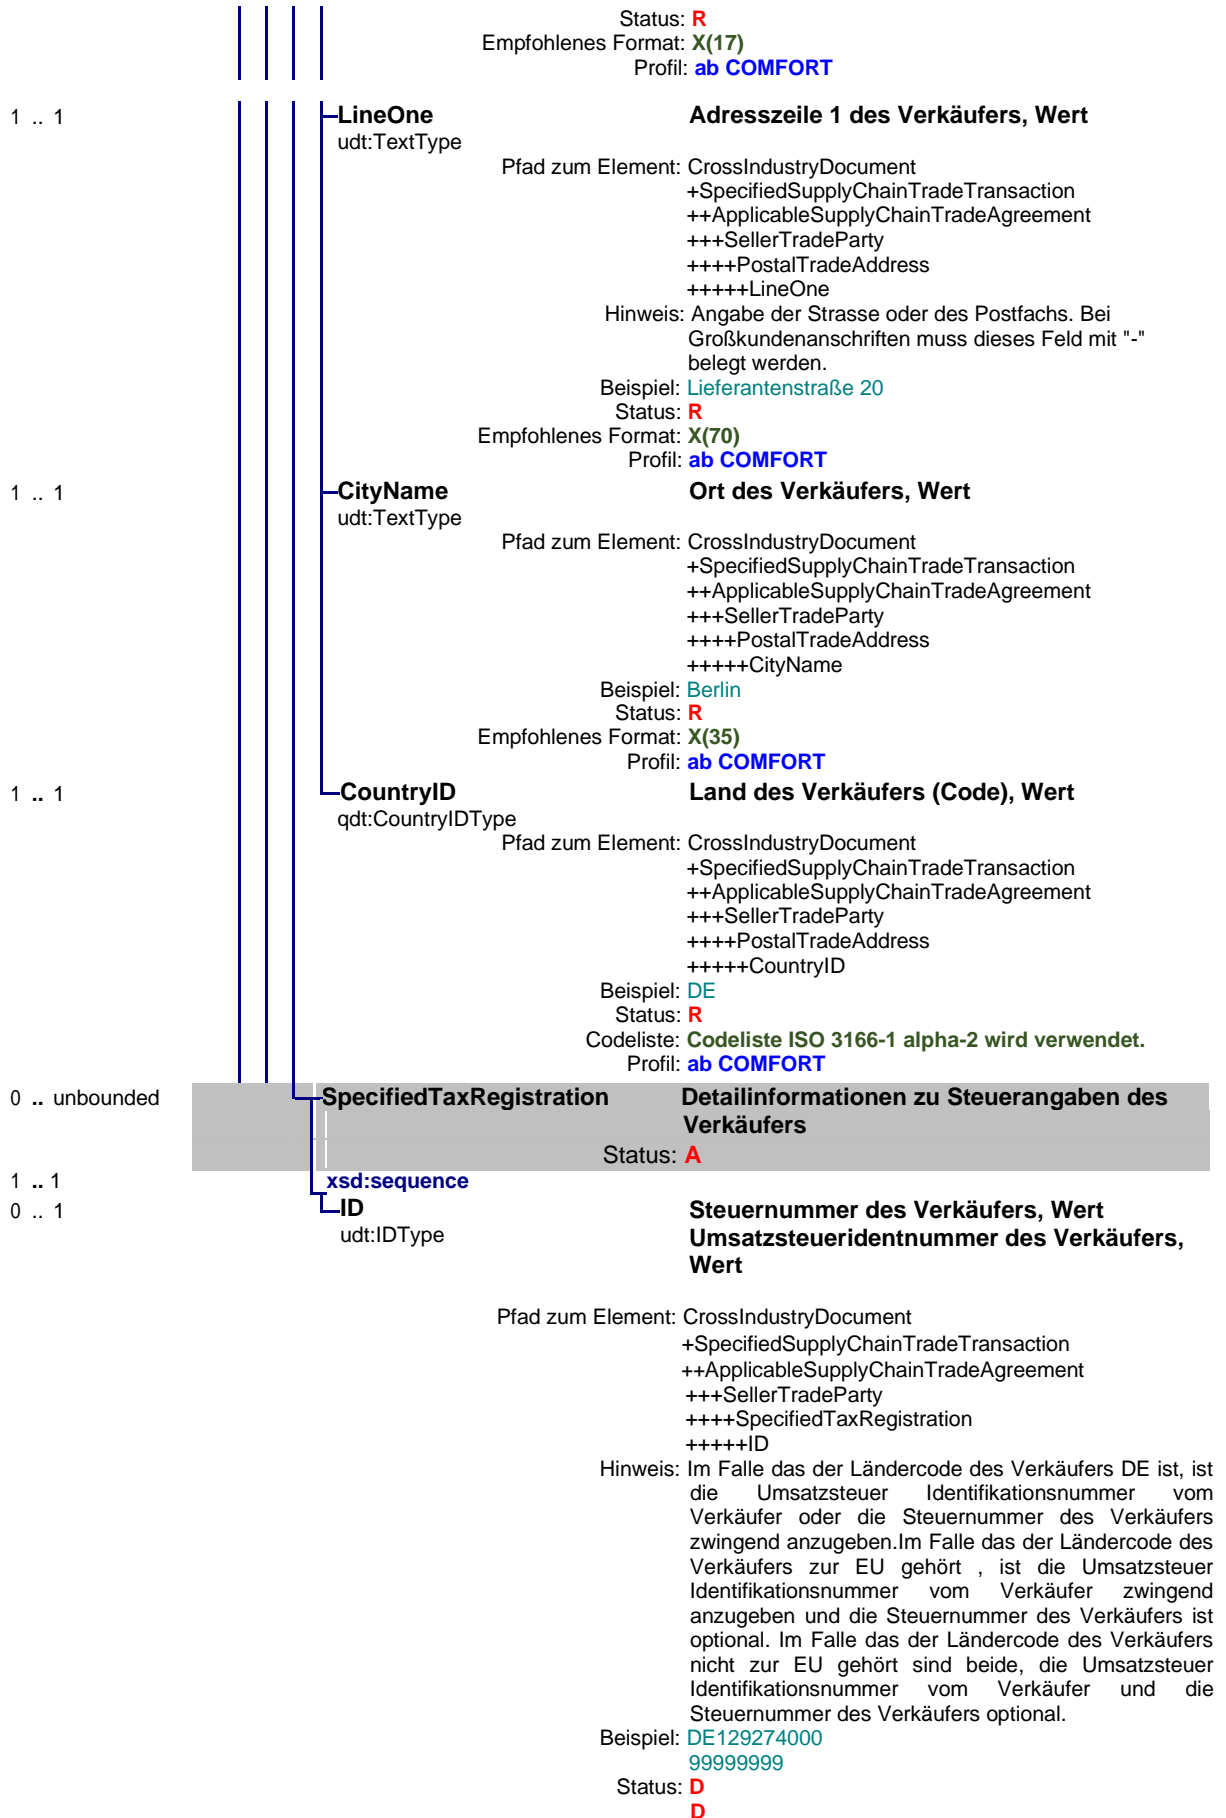 Status: R
Empfohlenes Format: X(17)
Profil: ab COMFORT
1 .. 1 LineOne Adresszeile 1 des Verkäufers, Wert
udt:TextType
Pfad zum Element: CrossIndustryDocument
+SpecifiedSupplyChainTradeTransaction
++ApplicableSupplyChainTradeAgreement
+++SellerTradeParty
++++PostalTradeAddress
+++++LineOne
Hinweis: Angabe der Strasse oder des Postfachs. Bei
Großkundenanschriften muss dieses Feld mit "-"
belegt werden.
Beispiel: Lieferantenstraße 20
Status: R
Empfohlenes Format: X(70)
Profil: ab COMFORT
1 .. 1 CityName Ort des Verkäufers, Wert
udt:TextType
Pfad zum Element: CrossIndustryDocument
+SpecifiedSupplyChainTradeTransaction
++ApplicableSupplyChainTradeAgreement
+++SellerTradeParty
++++PostalTradeAddress
+++++CityName
Beispiel: Berlin
Status: R
Empfohlenes Format: X(35)
Profil: ab COMFORT
1 .. 1 CountryID Land des Verkäufers (Code), Wert
qdt:CountryIDType
Pfad zum Element: CrossIndustryDocument
+SpecifiedSupplyChainTradeTransaction
++ApplicableSupplyChainTradeAgreement
+++SellerTradeParty
++++PostalTradeAddress
+++++CountryID
Beispiel: DE
Status: R
Codeliste: Codeliste ISO 3166-1 alpha-2 wird verwendet.
Profil: ab COMFORT
0 .. unbounded SpecifiedTaxRegistration Detailinformationen zu Steuerangaben des
Verkäufers
Status: A
1 .. 1 xsd:sequence
0 .. 1 ID Steuernummer des Verkäufers, Wert
udt:IDType Umsatzsteueridentnummer des Verkäufers,
Wert
Pfad zum Element: CrossIndustryDocument
+SpecifiedSupplyChainTradeTransaction
++ApplicableSupplyChainTradeAgreement
+++SellerTradeParty
++++SpecifiedTaxRegistration
+++++ID
Hinweis: Im Falle das der Ländercode des Verkäufers DE ist, ist
die Umsatzsteuer Identifikationsnummer vom
Verkäufer oder die Steuernummer des Verkäufers
zwingend anzugeben.Im Falle das der Ländercode des
Verkäufers zur EU gehört , ist die Umsatzsteuer
Identifikationsnummer vom Verkäufer zwingend
anzugeben und die Steuernummer des Verkäufers ist
optional. Im Falle das der Ländercode des Verkäufers
nicht zur EU gehört sind beide, die Umsatzsteuer
Identifikationsnummer vom Verkäufer und die
Steuernummer des Verkäufers optional.
Beispiel: DE129274000
99999999
Status: D
D